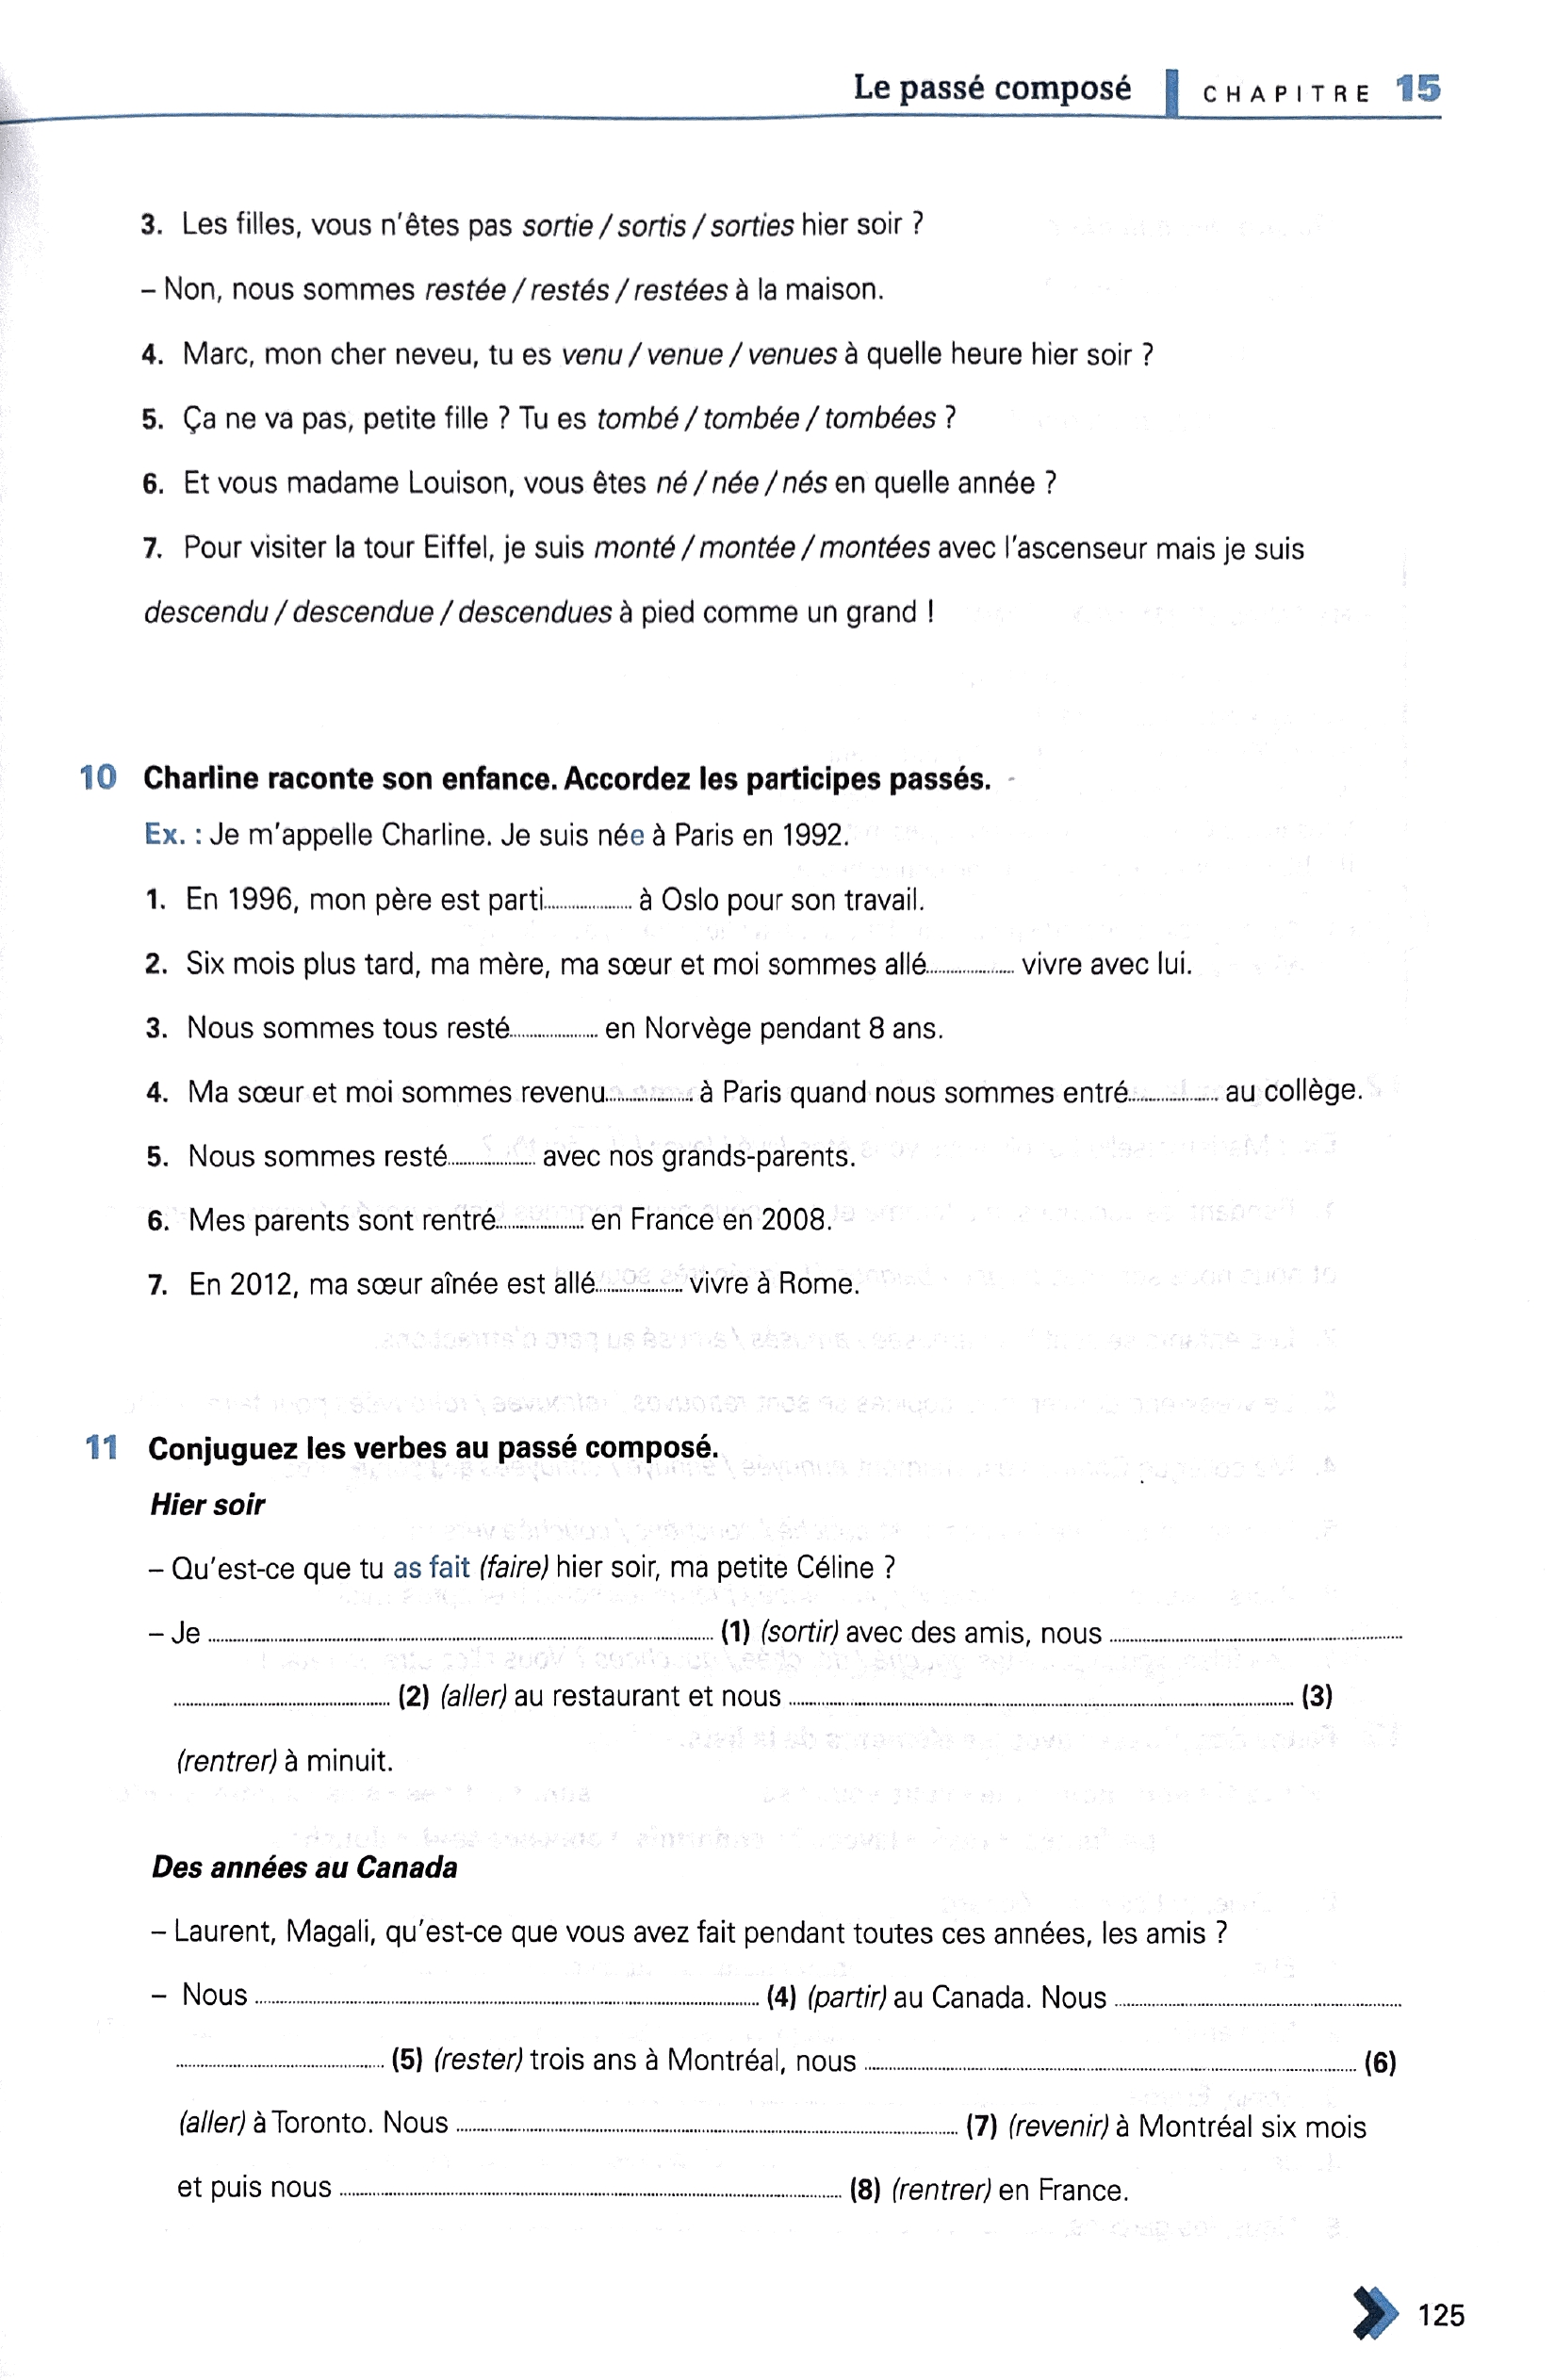 Le passé composé | CHAPITRE 15
3. Les filles, vous n'êtes pas sortie / sortis / sorties hier soir ?
– Non, nous sommes restée / restés / restées à la maison.
4. Marc, mon cher neveu, tu es venu / venue / venues à quelle heure hier soir ?
5. Ça ne va pas, petite fille ? Tu es tombé / tombée / tombées ?
6. Et vous madame Louison, vous êtes né / née / nés en quelle année ?
7. Pour visiter la tour Eiffel, je suis monté / montée / montées avec l'ascenseur mais je suis
descendu / descendue / descendues à pied comme un grand !
10 Charline raconte son enfance. Accordez les participes passés.
Ex. : Je m'appelle Charline. Je suis née à Paris en 1992.
1. En 1996, mon père est parti.................. à Oslo pour son travail.
2. Six mois plus tard, ma mère, ma sœur et moi sommes allé.................. vivre avec lui.
3. Nous sommes tous resté.................. en Norvège pendant 8 ans.
4. Ma sœur et moi sommes revenu.................. à Paris quand nous sommes entré.................. au collège.
5. Nous sommes resté.................. avec nos grands-parents.
6. Mes parents sont rentré.................. en France en 2008.
7. En 2012, ma sœur aînée est allé.................. vivre à Rome.
11 Conjuguez les verbes au passé composé.
Hier soir
– Qu'est-ce que tu as fait (faire) hier soir, ma petite Céline ?
– Je .................................................. (1) (sortir) avec des amis, nous ..............................
.............................. (2) (aller) au restaurant et nous .................................................. (3)
(rentrer) à minuit.
Des années au Canada
– Laurent, Magali, qu'est-ce que vous avez fait pendant toutes ces années, les amis ?
– Nous .................................................. (4) (partir) au Canada. Nous ..............................
.............................. (5) (rester) trois ans à Montréal, nous .................................................. (6)
(aller) à Toronto. Nous .................................................. (7) (revenir) à Montréal six mois
et puis nous .................................................. (8) (rentrer) en France.
125